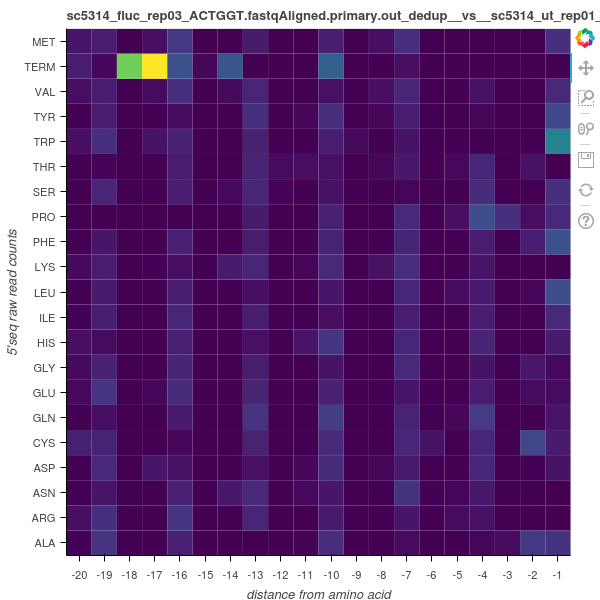 sc5314_fluc_rep03_ACTGGT.fastqAligned.primary.out_dedup__vs__sc5314_ut_rep01_
MET
TERM
VAL
TYR
TRP
THR
SER
PRO
PHE
LYS
LEU
ILE
HIS
GLY
GLU
GLN
CYS
ASP
ASN
ARG
ALA
5'seq raw read counts
-20 -19 -18 -17 -16 -15 -14 -13 -12 -11 -10 -9 -8 -7 -6 -5 -4 -3 -2 -1
distance from amino acid